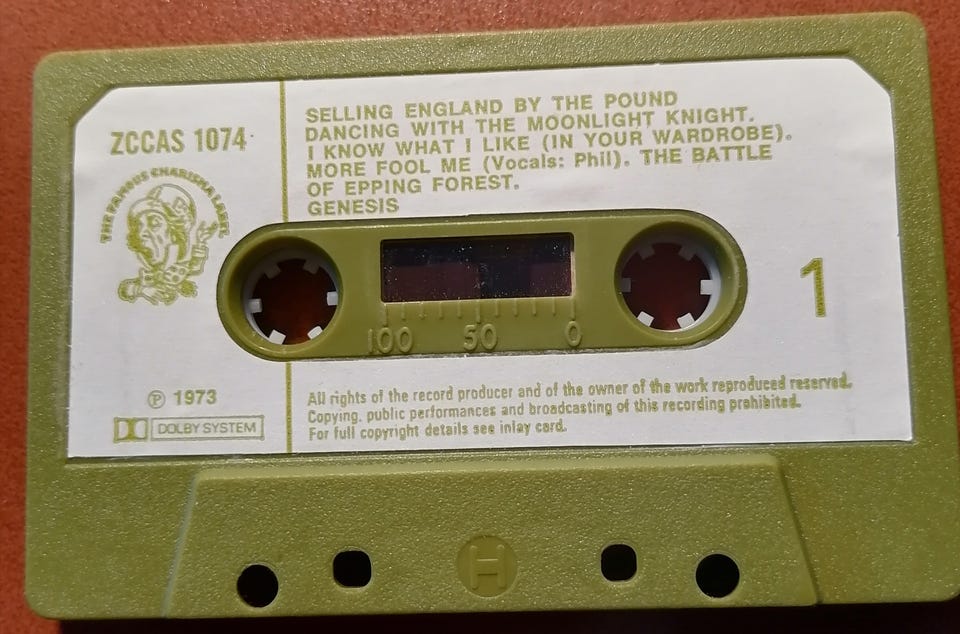 ZCCAS 1074
THE FAMOUS CHARISMA LABEL
SELLING ENGLAND BY THE POUND
DANCING WITH THE MOONLIGHT KNIGHT.
I KNOW WHAT I LIKE (IN YOUR WARDROBE).
MORE FOOL ME (Vocals: Phil). THE BATTLE
OF EPPING FOREST.
GENESIS
1
100 50 0
℗ 1973
DOLBY SYSTEM
All rights of the record producer and of the owner of the work reproduced reserved.
Copying, public performances and broadcasting of this recording prohibited.
For full copyright details see inlay card.
H